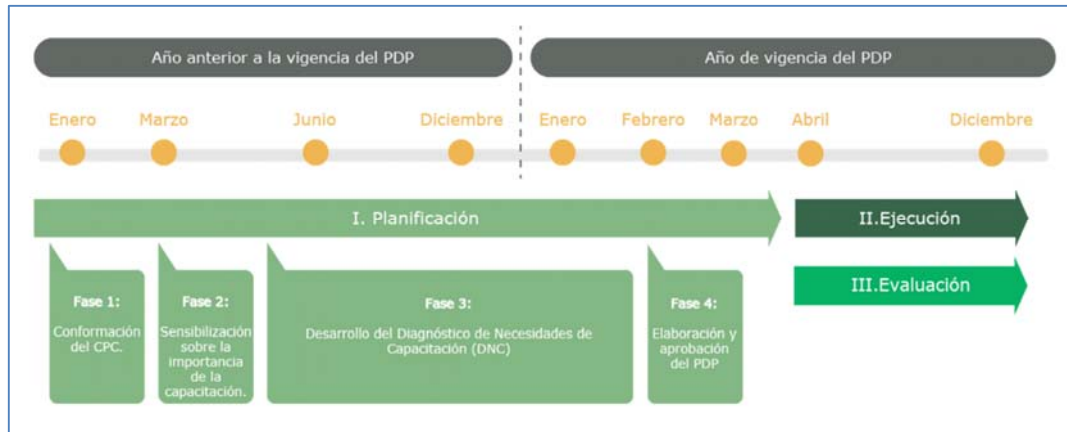 Año anterior a la vigencia del PDP
Año de vigencia del PDP
Enero
Marzo
Junio
Diciembre
Enero
Febrero
Marzo
Abril
Diciembre
I. Planificación
II.Ejecución
III.Evaluación
Fase 1:
Conformación
del CPC.
Fase 2:
Sensibilización
sobre la
importancia
de la
capacitación.
Fase 3:
Desarrollo del Diagnóstico de Necesidades de
Capacitación (DNC)
Fase 4:
Elaboración y
aprobación
del PDP